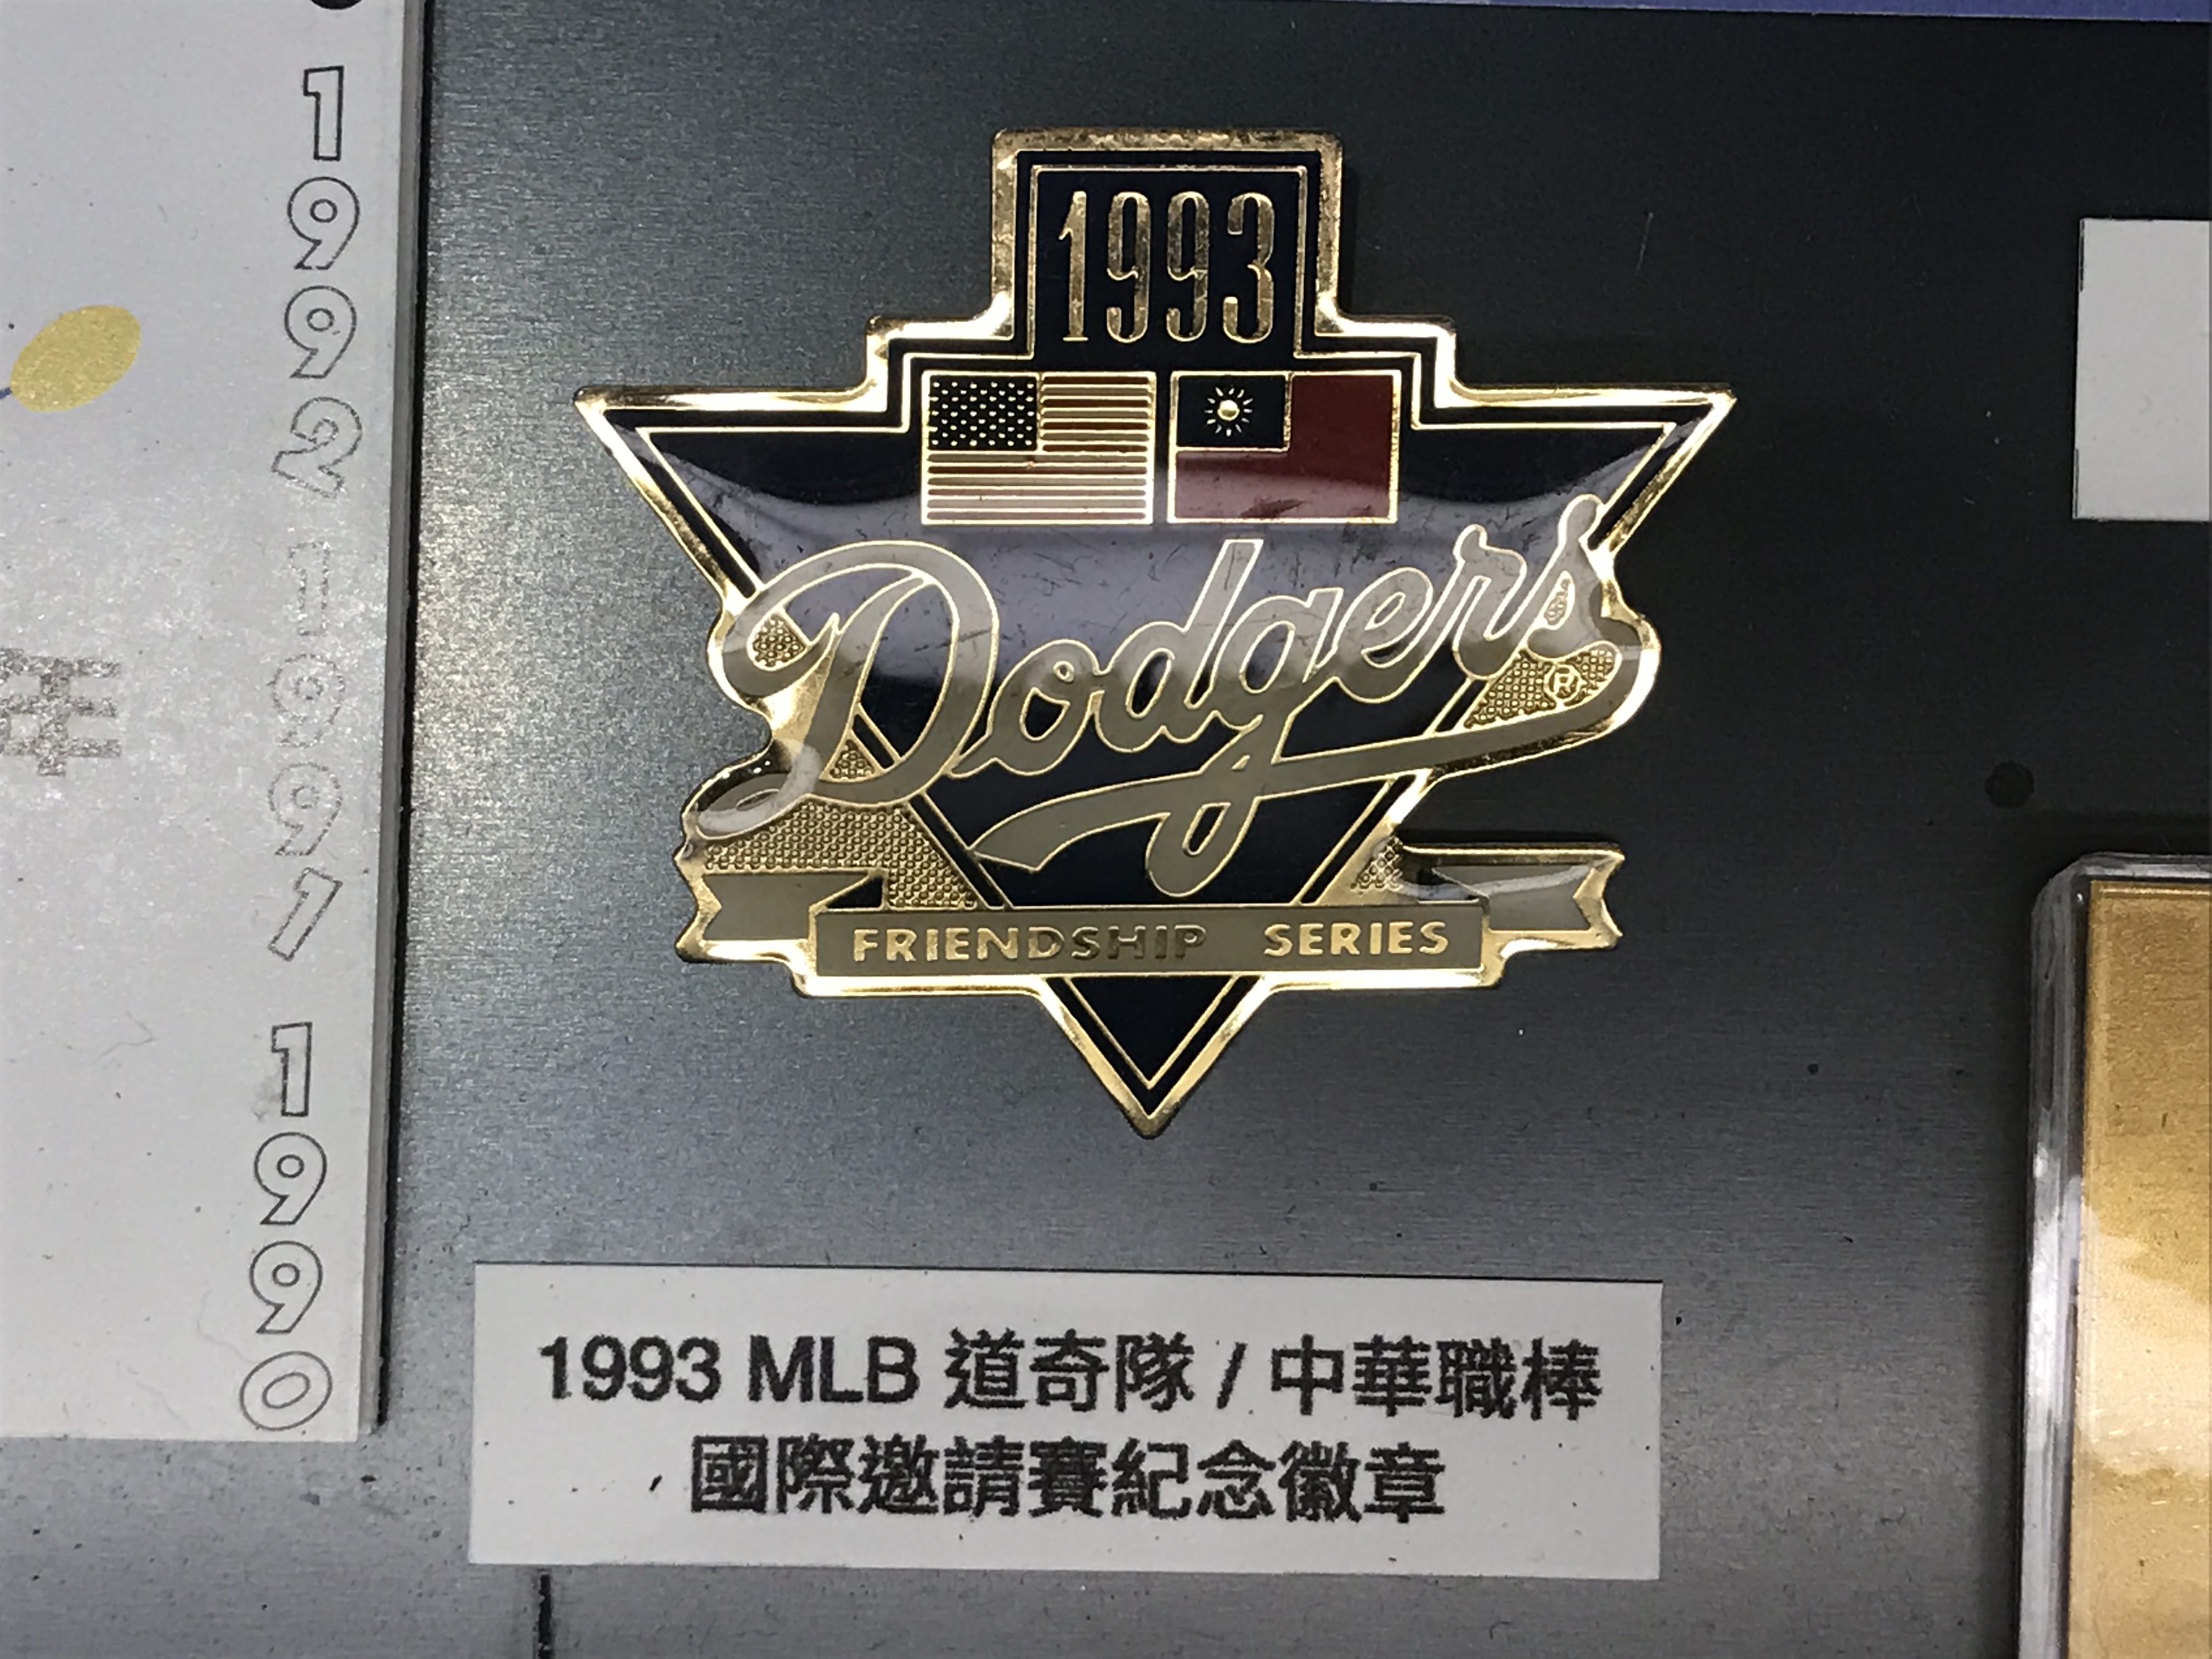 1992
1991
1990
年
1993
Dodgers
®
FRIENDSHIP SERIES
1993 MLB 道奇隊 / 中華職棒
國際邀請賽紀念徽章